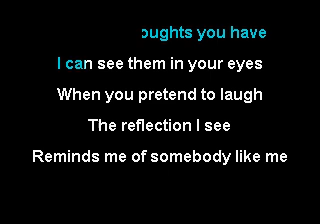 you have
I can see them in your eyes
When you pretend to laugh
The reflection I see
Reminds me of somebody like me